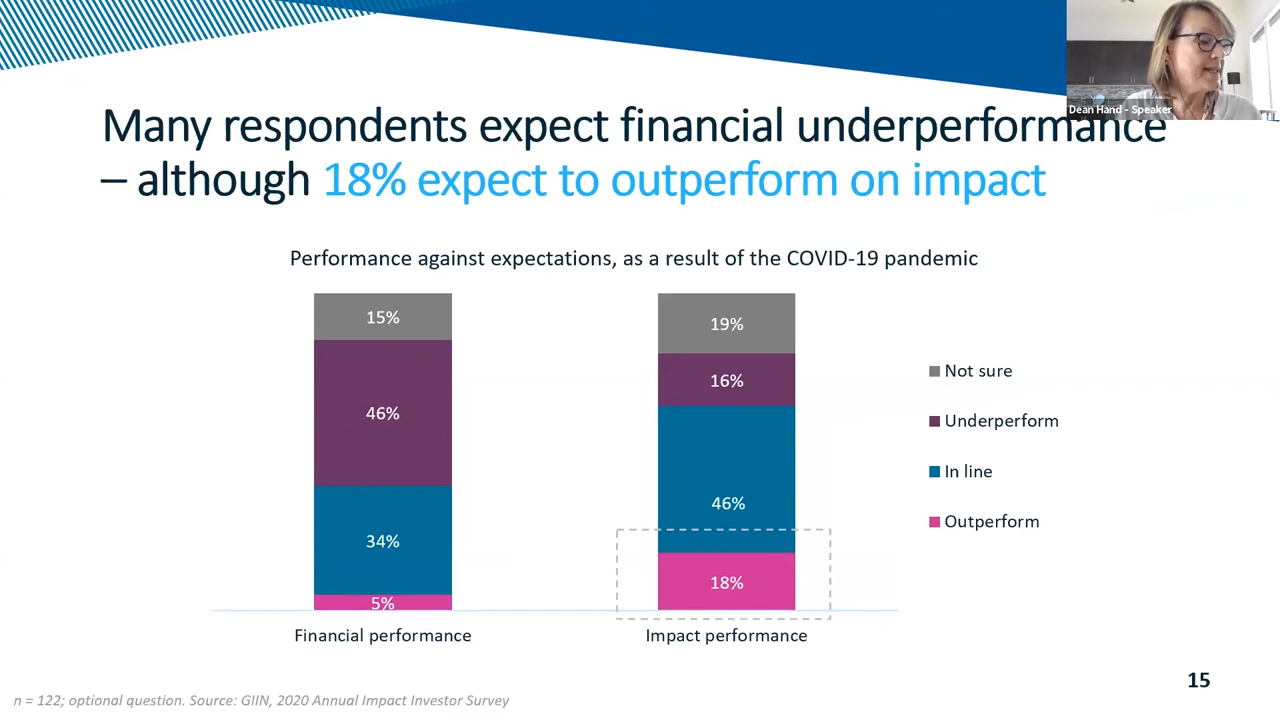 Dean Hand - Speaker
Many respondents expect financial underperformance
– although 18% expect to outperform on impact
Performance against expectations, as a result of the COVID-19 pandemic
15%
46%
34%
5%
Financial performance
19%
16%
46%
18%
Impact performance
Not sure
Underperform
In line
Outperform
15
n = 122; optional question. Source: GIIN, 2020 Annual Impact Investor Survey